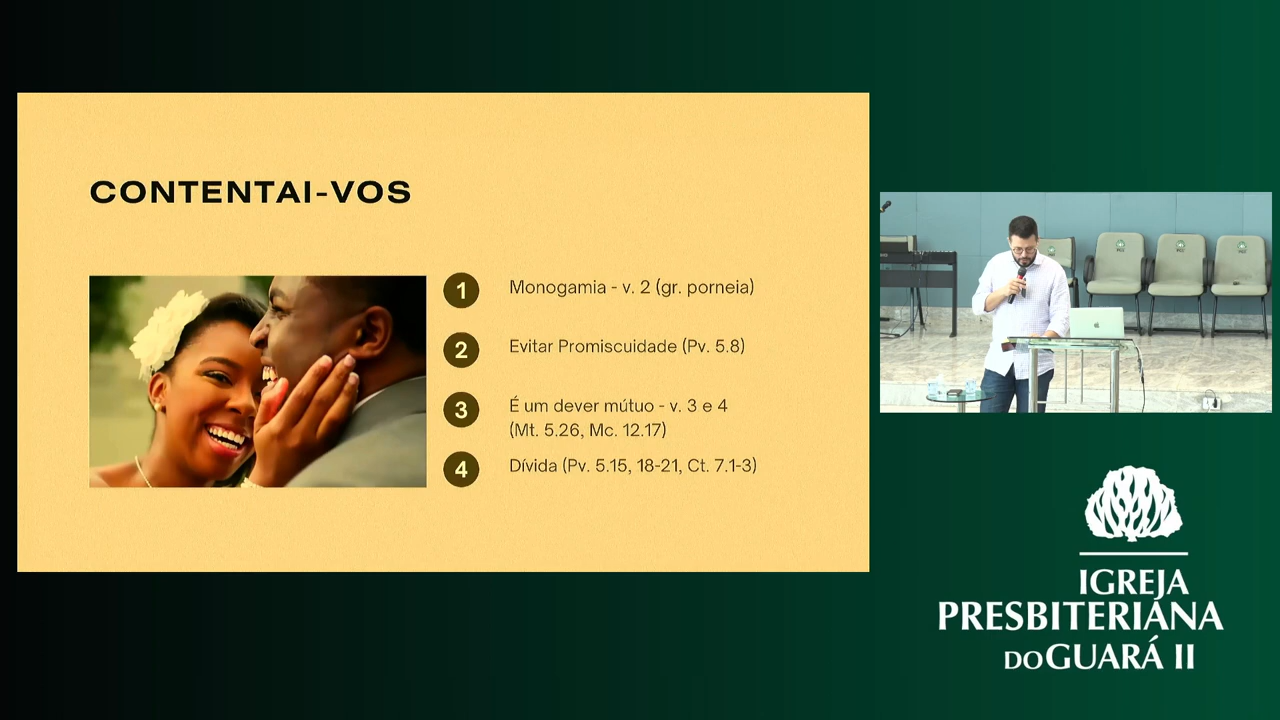 CONTENTAI-VOS
1 Monogamia - v. 2 (gr. porneia)
2 Evitar Promiscuidade (Pv. 5.8)
3 É um dever mútuo - v. 3 e 4
(Mt. 5.26, Mc. 12.17)
4 Dívida (Pv. 5.15, 18-21, Ct. 7.1-3)
IGREJA
PRESBITERIANA
DO GUARÁ II